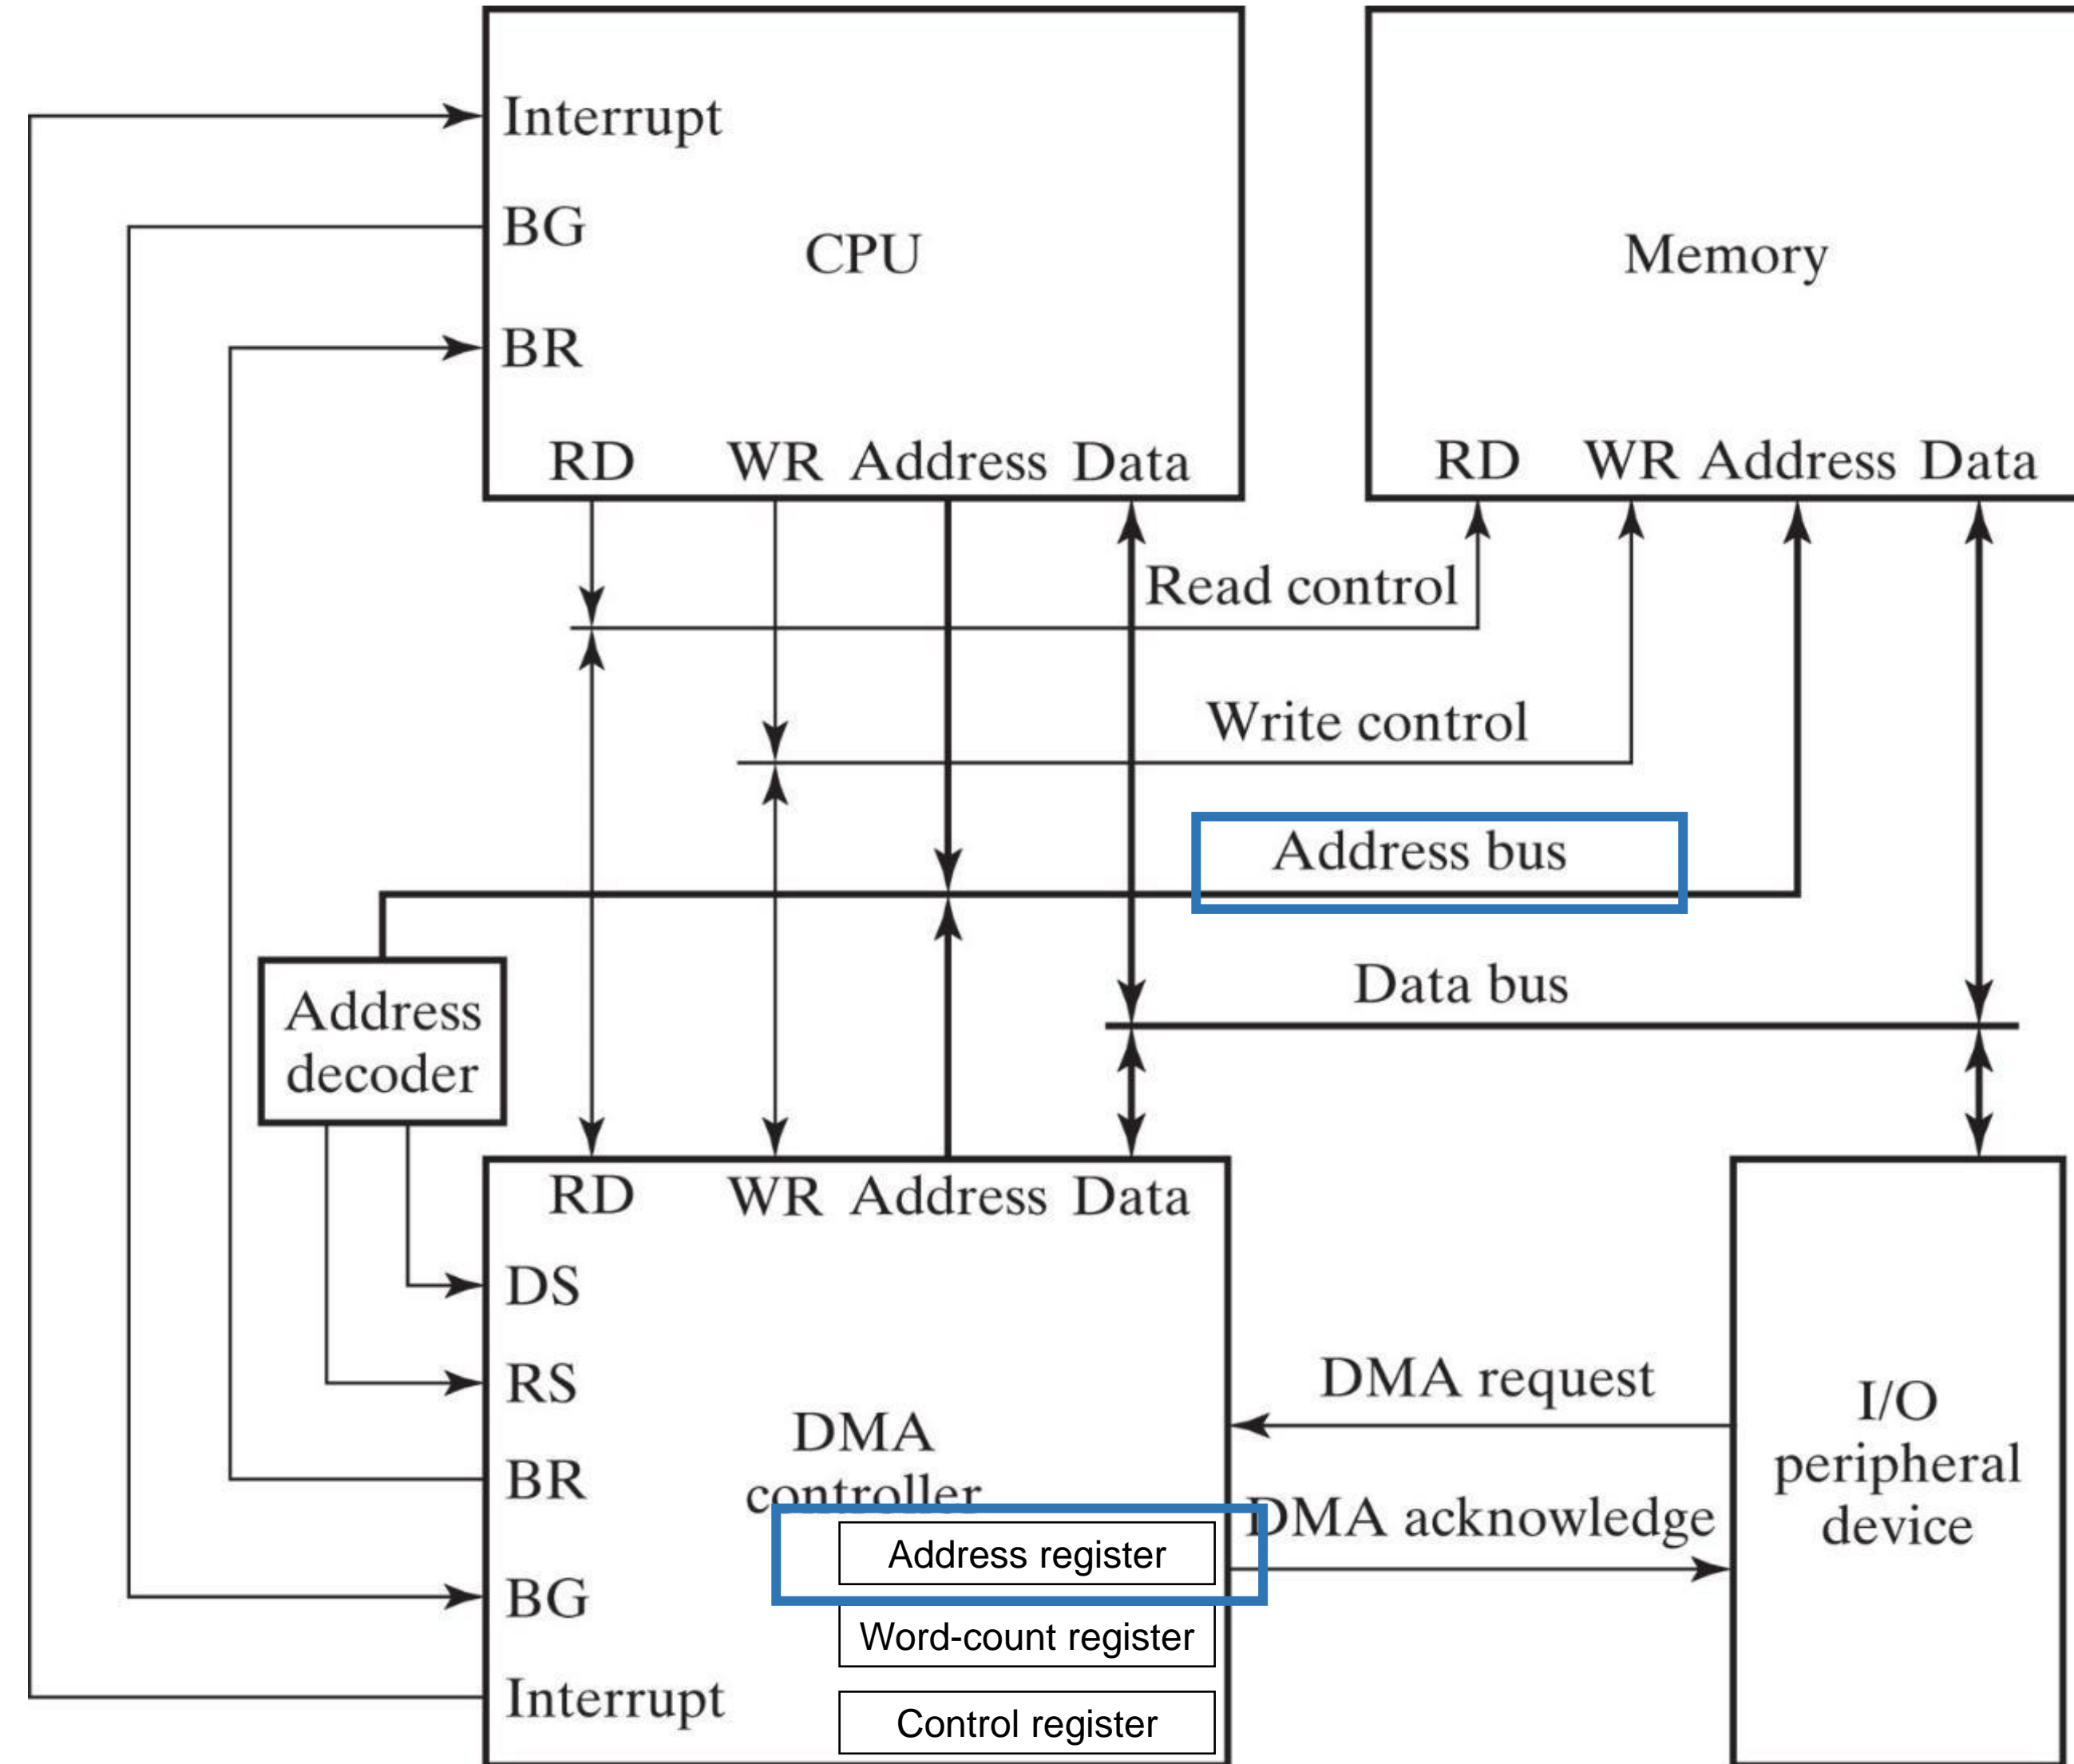 Interrupt
BG
CPU
BR
RD WR Address Data
Memory
RD WR Address Data
Read control
Write control
Address bus
Data bus
Address
decoder
RD WR Address Data
DS
RS
BR
BG
Interrupt
DMA
controller
Address register
Word-count register
Control register
DMA request
DMA acknowledge
I/O
peripheral
device